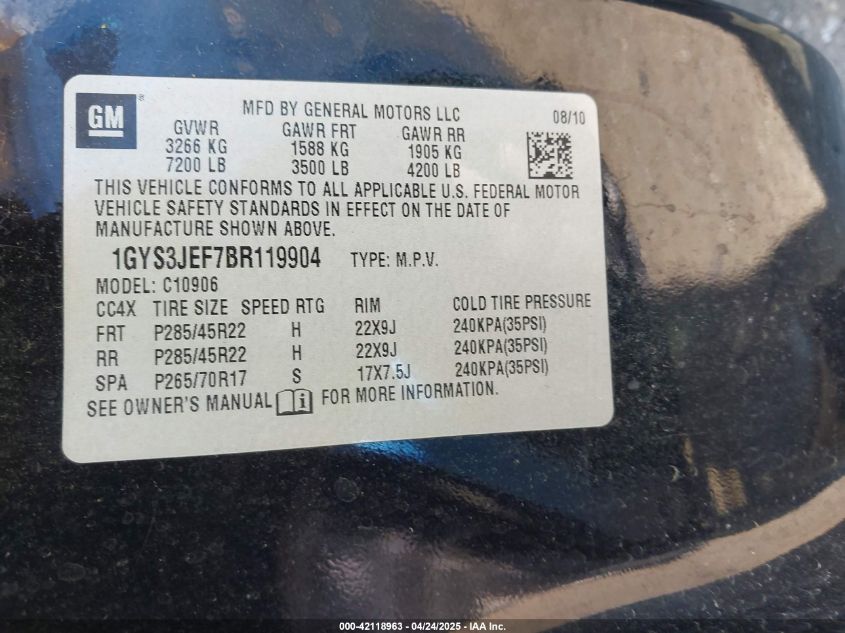 GM ®
MFD BY GENERAL MOTORS LLC 08/10
GVWR GAWR FRT GAWR RR
3266 KG 1588 KG 1905 KG
7200 LB 3500 LB 4200 LB
THIS VEHICLE CONFORMS TO ALL APPLICABLE U.S. FEDERAL MOTOR
VEHICLE SAFETY STANDARDS IN EFFECT ON THE DATE OF
MANUFACTURE SHOWN ABOVE.
1GYS3JEF7BR119904 TYPE: M.P.V.
MODEL: C10906
CC4X TIRE SIZE SPEED RTG RIM COLD TIRE PRESSURE
FRT P285/45R22 H 22X9J 240KPA(35PSI)
RR P285/45R22 H 22X9J 240KPA(35PSI)
SPA P265/70R17 S 17X7.5J 240KPA(35PSI)
SEE OWNER'S MANUAL i FOR MORE INFORMATION.
000-42118963 - 04/24/2025 - IAA Inc.